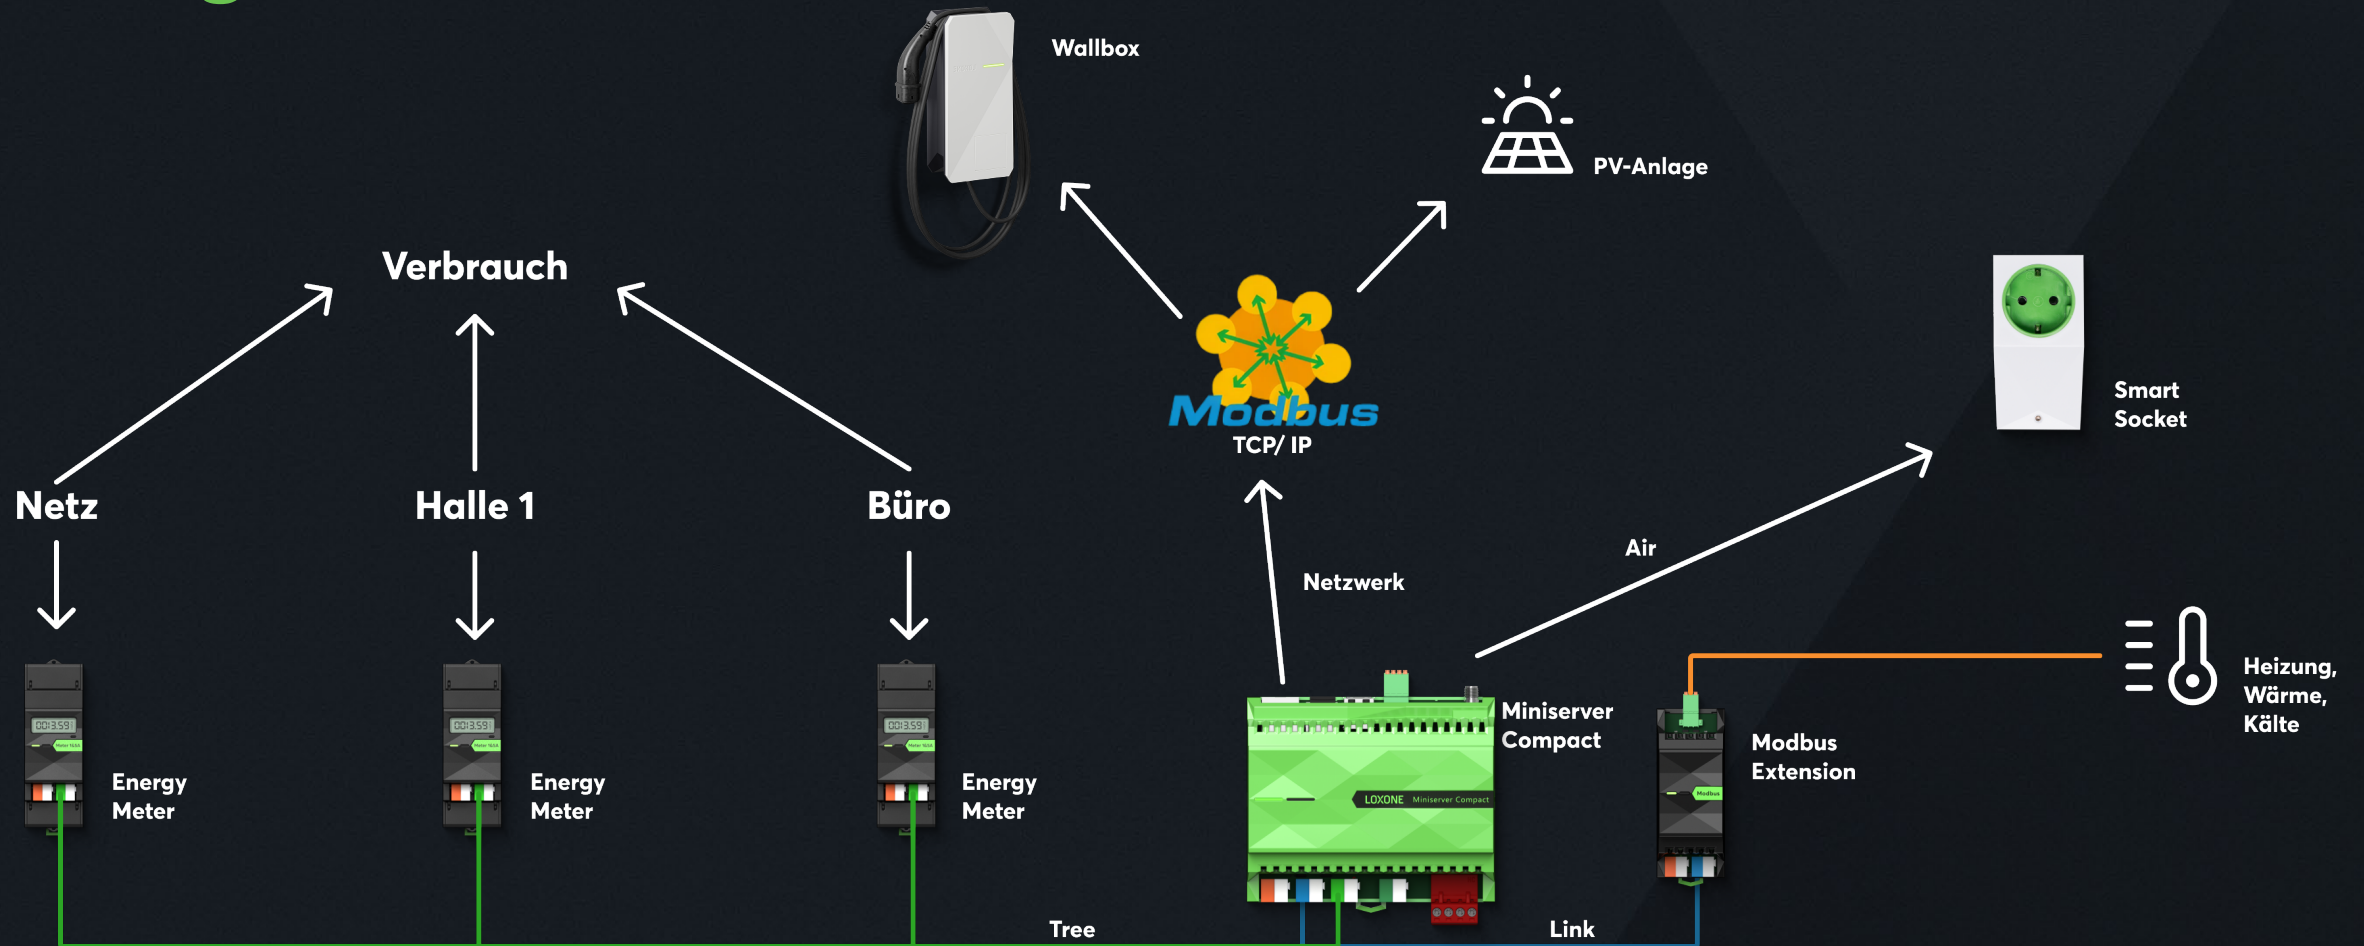 Wallbox
PV-Anlage
Verbrauch
Smart
Socket
Modbus
TCP/ IP
Netz
Halle 1
Büro
Air
Netzwerk
Heizung,
Wärme,
Kälte
Miniserver
Compact
Modbus
Extension
Energy
Meter
Energy
Meter
Energy
Meter
LOXONE Miniserver Compact
Modbus
Tree
Link